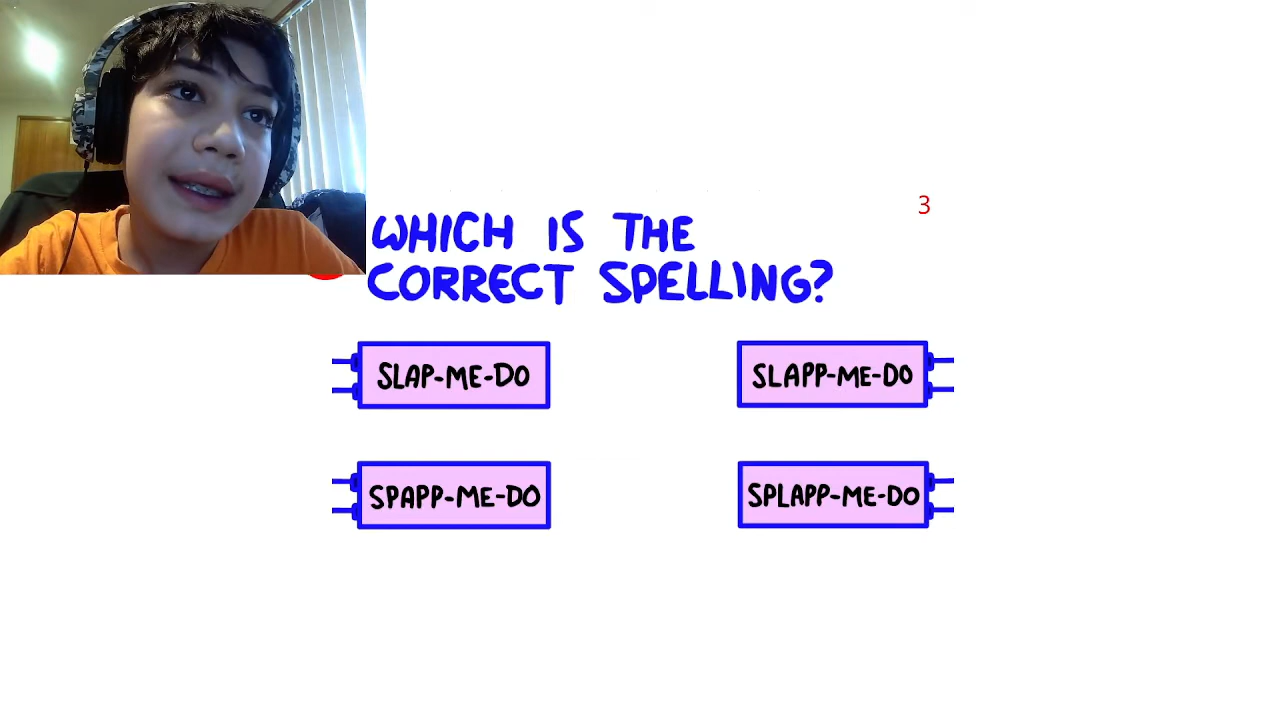 3
WHICH IS THE
CORRECT SPELLING?
SLAP-ME-DO
SLAPP-ME-DO
SPAPP-ME-DO
SPLAPP-ME-DO